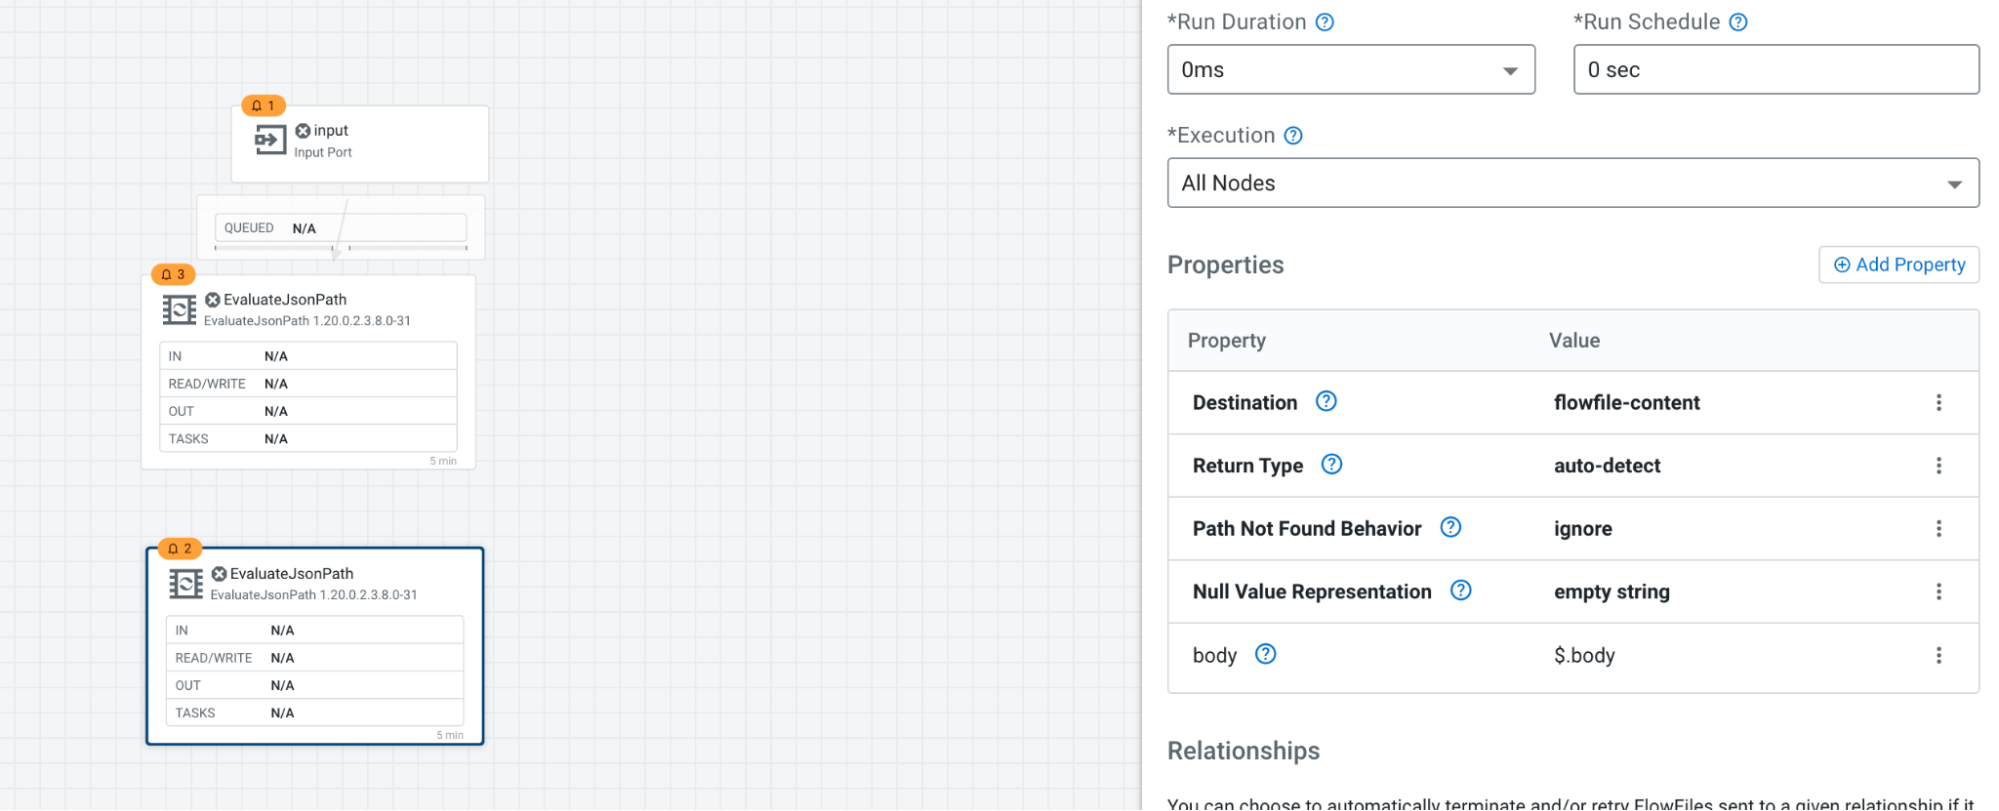 1
input
Input Port
QUEUED N/A
3
EvaluateJsonPath
EvaluateJsonPath 1.20.0.2.3.8.0-31
IN N/A
READ/WRITE N/A
OUT N/A
TASKS N/A
5 min
2
EvaluateJsonPath
EvaluateJsonPath 1.20.0.2.3.8.0-31
IN N/A
READ/WRITE N/A
OUT N/A
TASKS N/A
5 min
*Run Duration ? *Run Schedule ?
0ms 0 sec
*Execution ?
All Nodes
Properties Add Property
Property Value
Destination ? flowfile-content
Return Type ? auto-detect
Path Not Found Behavior ? ignore
Null Value Representation ? empty string
body ? $.body
Relationships
You can choose to automatically terminate and/or retry FlowFiles sent to a given relationship if it